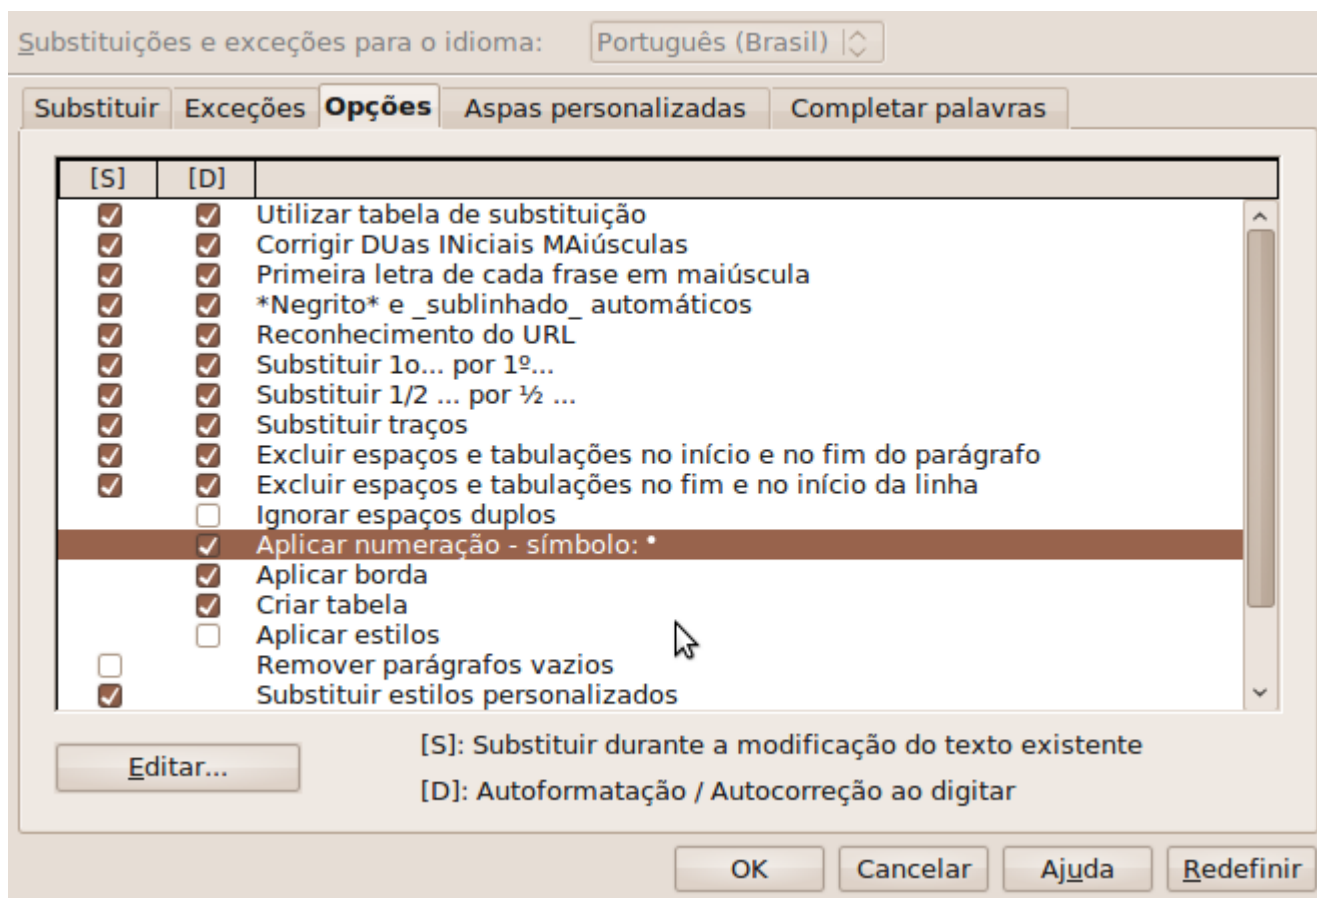 Substituições e exceções para o idioma: Português (Brasil)
Substituir Exceções Opções Aspas personalizadas Completar palavras
[S] [D]
Utilizar tabela de substituição
Corrigir DUas INiciais MAiúsculas
Primeira letra de cada frase em maiúscula
*Negrito* e _sublinhado_ automáticos
Reconhecimento do URL
Substituir 1o... por 1º...
Substituir 1/2 ... por ½ ...
Substituir traços
Excluir espaços e tabulações no início e no fim do parágrafo
Excluir espaços e tabulações no fim e no início da linha
Ignorar espaços duplos
Aplicar numeração - símbolo: •
Aplicar borda
Criar tabela
Aplicar estilos
Remover parágrafos vazios
Substituir estilos personalizados
[S]: Substituir durante a modificação do texto existente
Editar...
[D]: Autoformatação / Autocorreção ao digitar
OK Cancelar Ajuda Redefinir